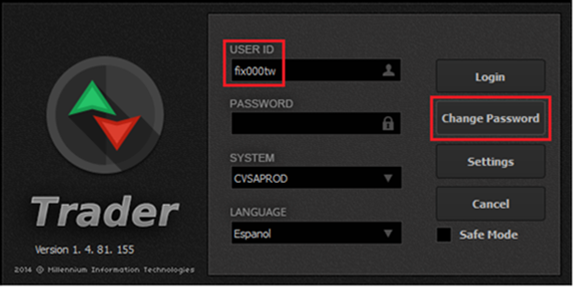 USER ID
fix000tw
Login
PASSWORD
Change Password
SYSTEM
Settings
CVSAPROD
Cancel
LANGUAGE
Espanol
Safe Mode
Trader
Version 1. 4. 81. 155
2014 © Millennium Information Technologies